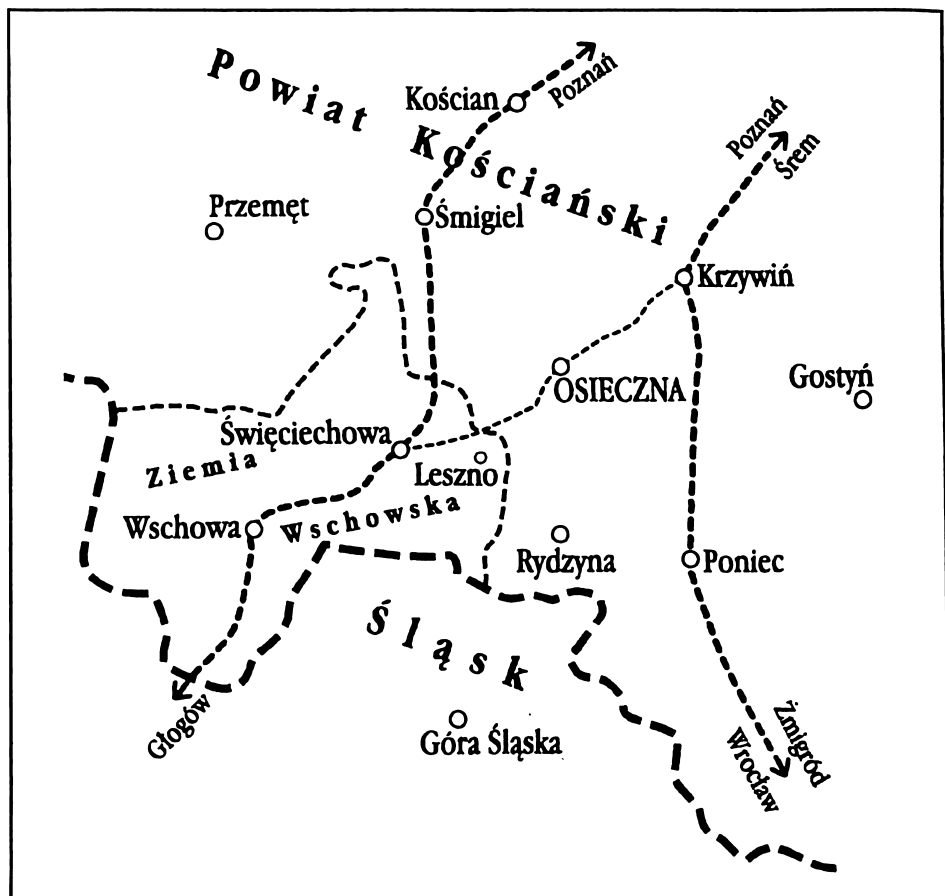 Powiat Kościański
Kościan
Poznań
Poznań
Śrem
Przemęt
Śmigiel
Krzywiń
OSIECZNA
Gostyń
Święciechowa
Leszno
Ziemia
Wschowska
Wschowa
Rydzyna
Poniec
Śląsk
Głogów
Góra Śląska
Żmigród
Wrocław